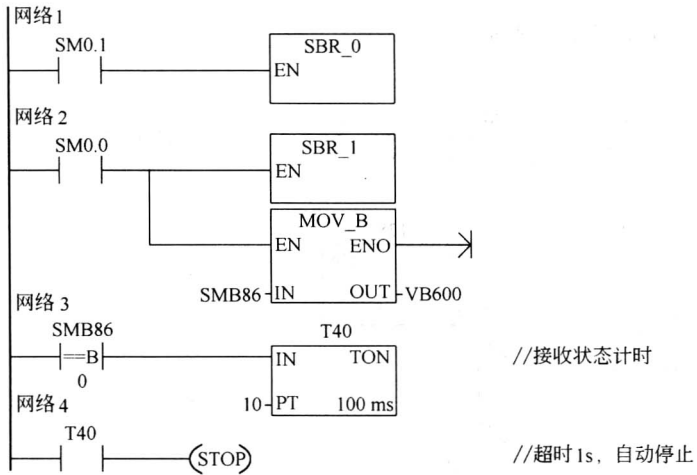 网络1
SM0.1
SBR_0
EN
网络2
SM0.0
SBR_1
EN
MOV_B
EN ENO
SMB86 IN OUT VB600
网络3
SMB86
T40
==B
IN TON
//接收状态计时
0
10 PT 100 ms
网络4
T40
STOP
//超时1s，自动停止